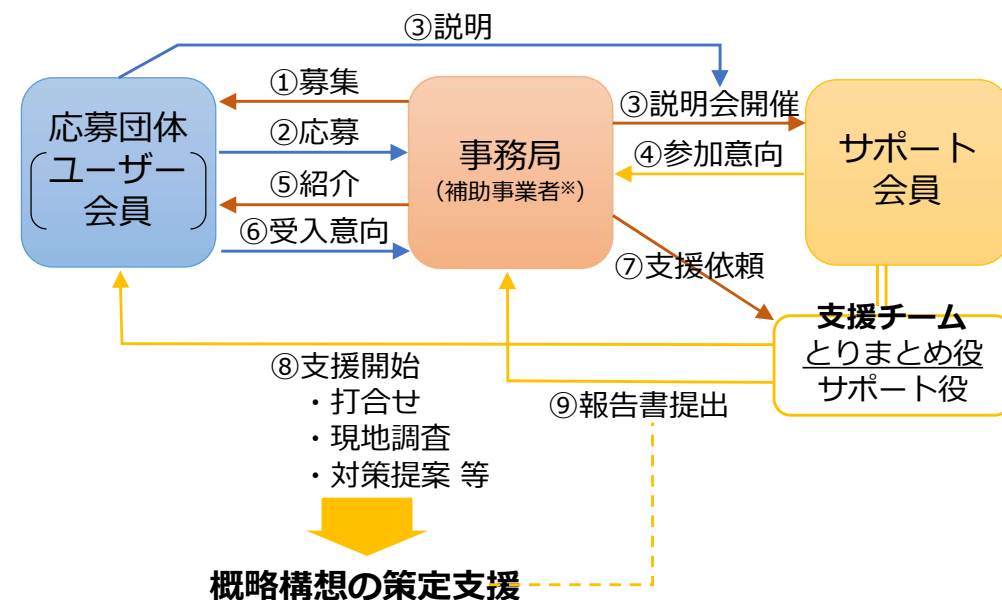 ③説明
①募集
②応募
⑤紹介
⑥受入意向
応募団体
ユーザー
会員
事務局
(補助事業者※)
③説明会開催
④参加意向
サポート
会員
⑦支援依頼
支援チーム
とりまとめ役
サポート役
⑧支援開始
・打合せ
・現地調査
・対策提案 等
⑨報告書提出
概略構想の策定支援